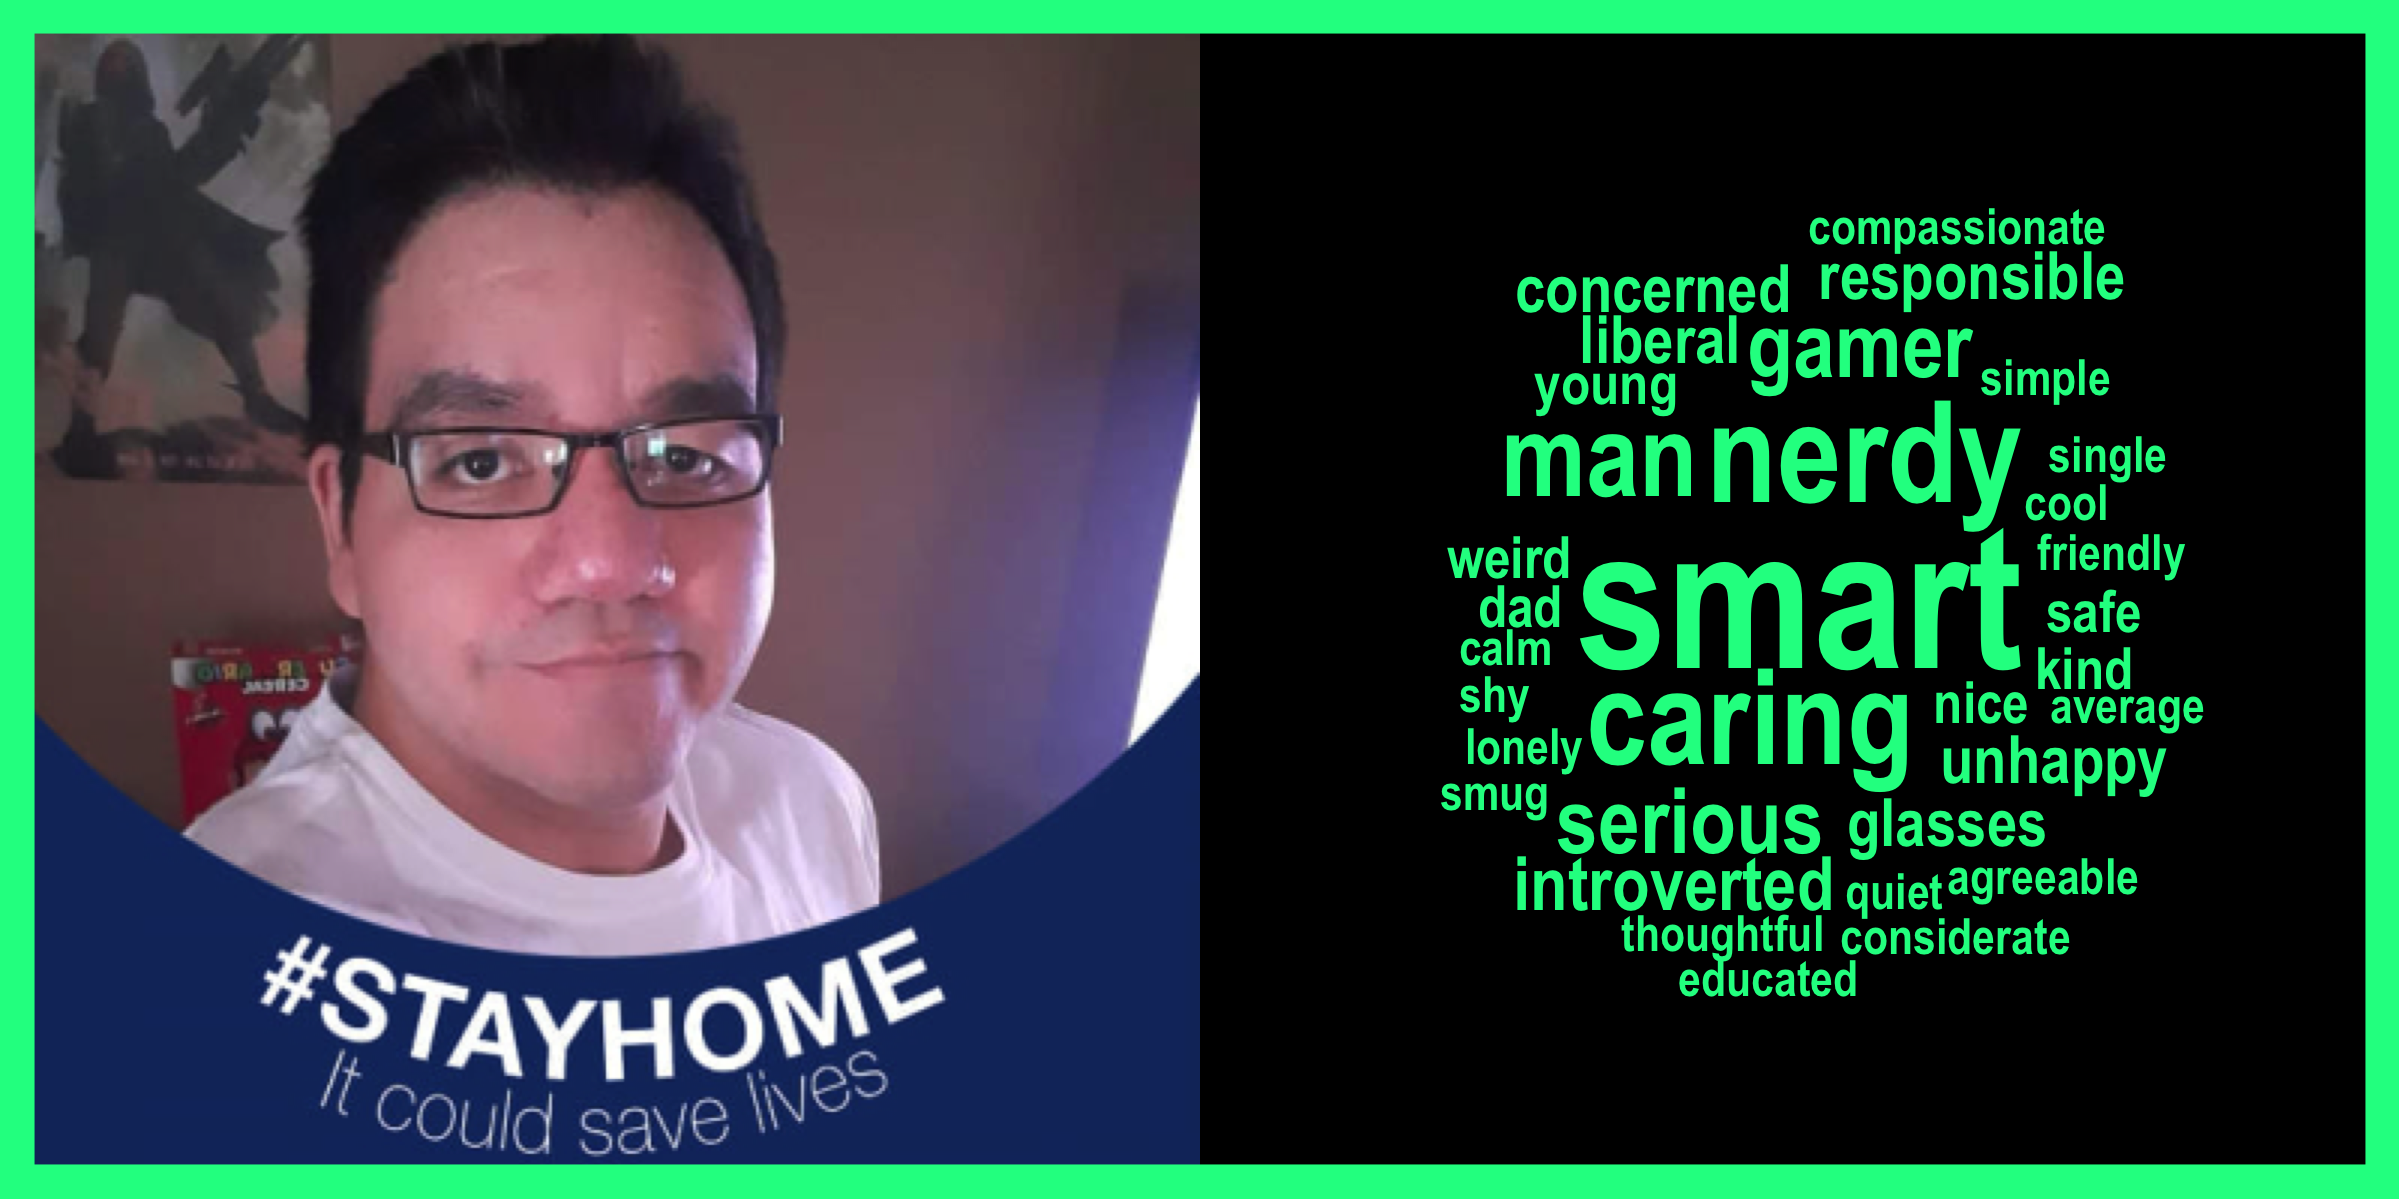 #STAYHOME
It could save lives
compassionate
concerned responsible
liberal gamer
young simple
man nerdy single
cool
weird smart friendly
dad safe
calm kind
shy caring nice average
lonely unhappy
smug serious glasses
introverted quiet agreeable
thoughtful considerate
educated
CEREAL